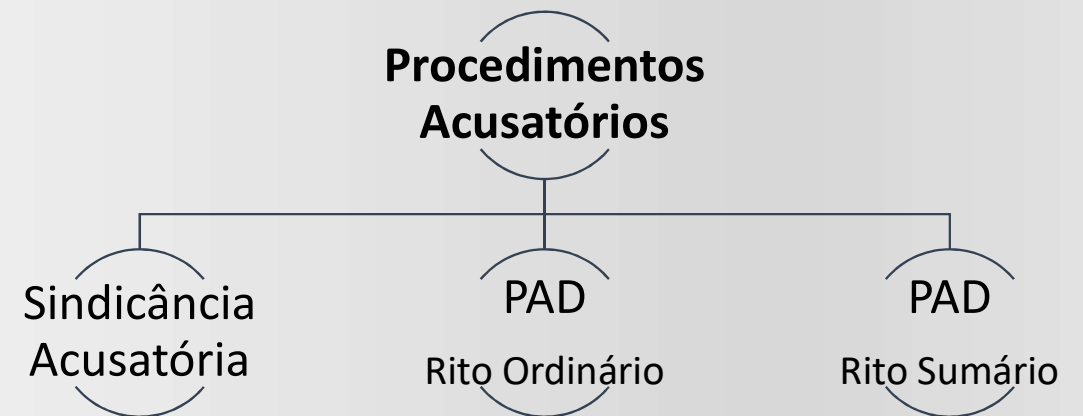 Procedimentos
Acusatórios
Sindicância
Acusatória
PAD
Rito Ordinário
PAD
Rito Sumário